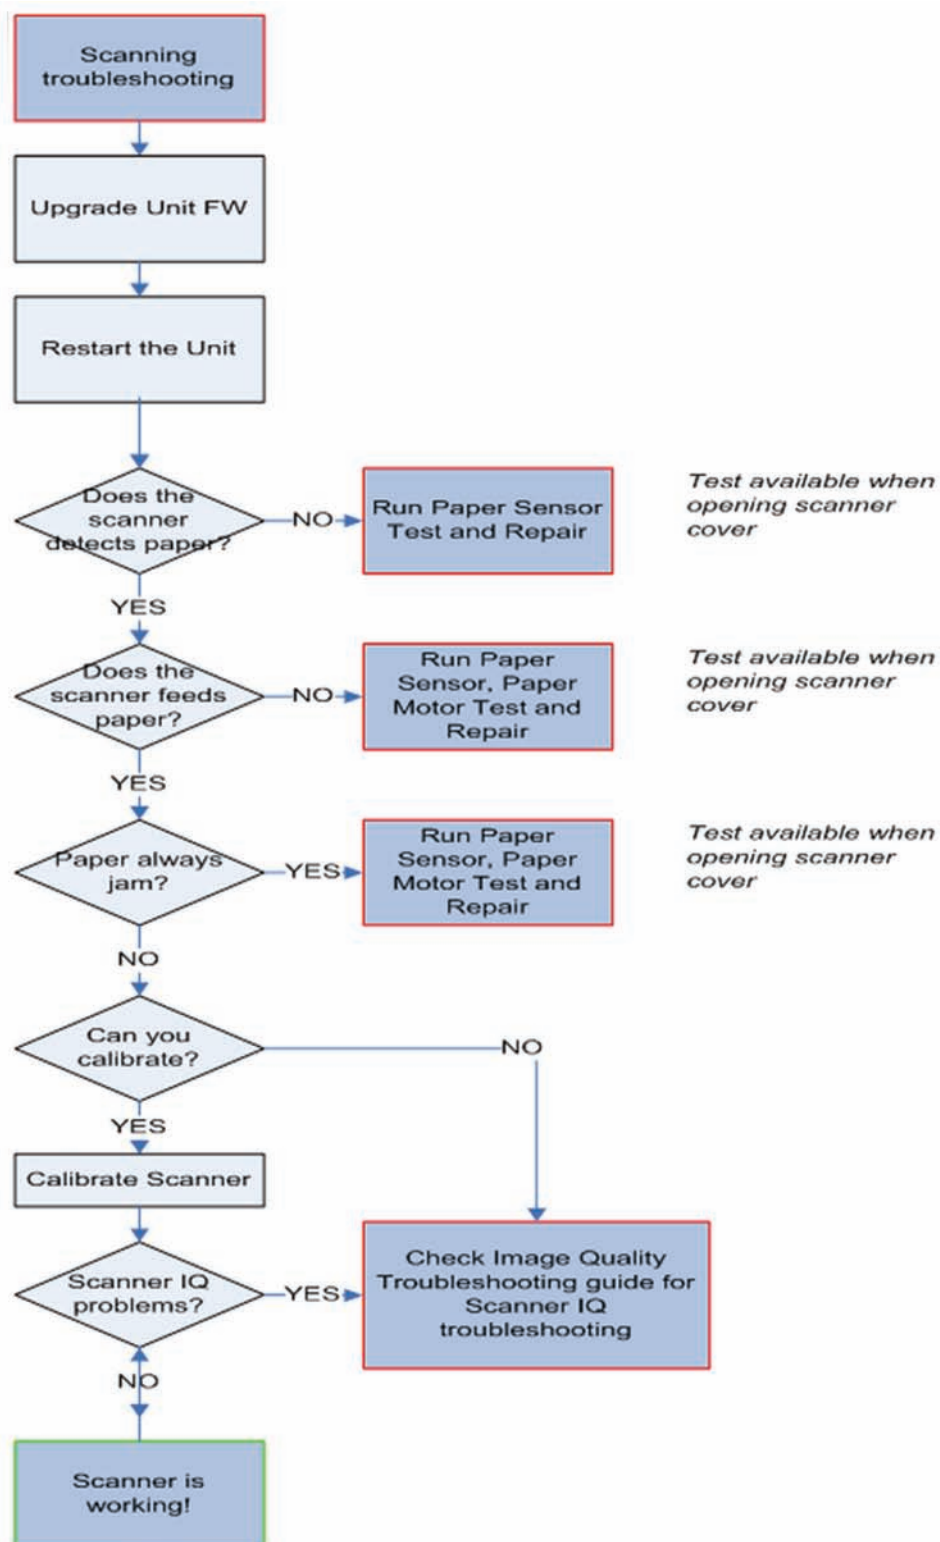 Scanning
troubleshooting
Upgrade Unit FW
Restart the Unit
Does the
scanner
detects paper?
NO
Run Paper Sensor
Test and Repair
Test available when
opening scanner
cover
YES
Does the
scanner feeds
paper?
NO
Run Paper
Sensor, Paper
Motor Test and
Repair
Test available when
opening scanner
cover
YES
Paper always
jam?
YES
Run Paper
Sensor, Paper
Motor Test and
Repair
Test available when
opening scanner
cover
NO
Can you
calibrate?
NO
YES
Calibrate Scanner
Scanner IQ
problems?
YES
Check Image Quality
Troubleshooting guide for
Scanner IQ
troubleshooting
NO
Scanner is
working!